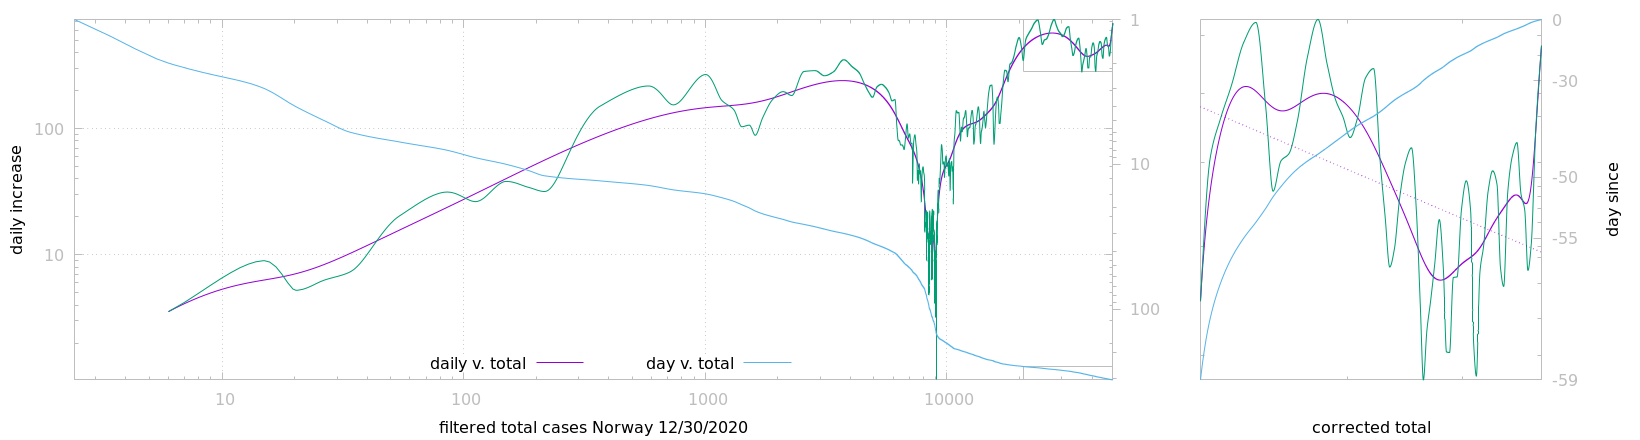 daily increase
100
10
10
100
1000
10000
1
10
100
daily v. total
day v. total
filtered total cases Norway 12/30/2020
0
-30
-50
-55
-59
day since
corrected total